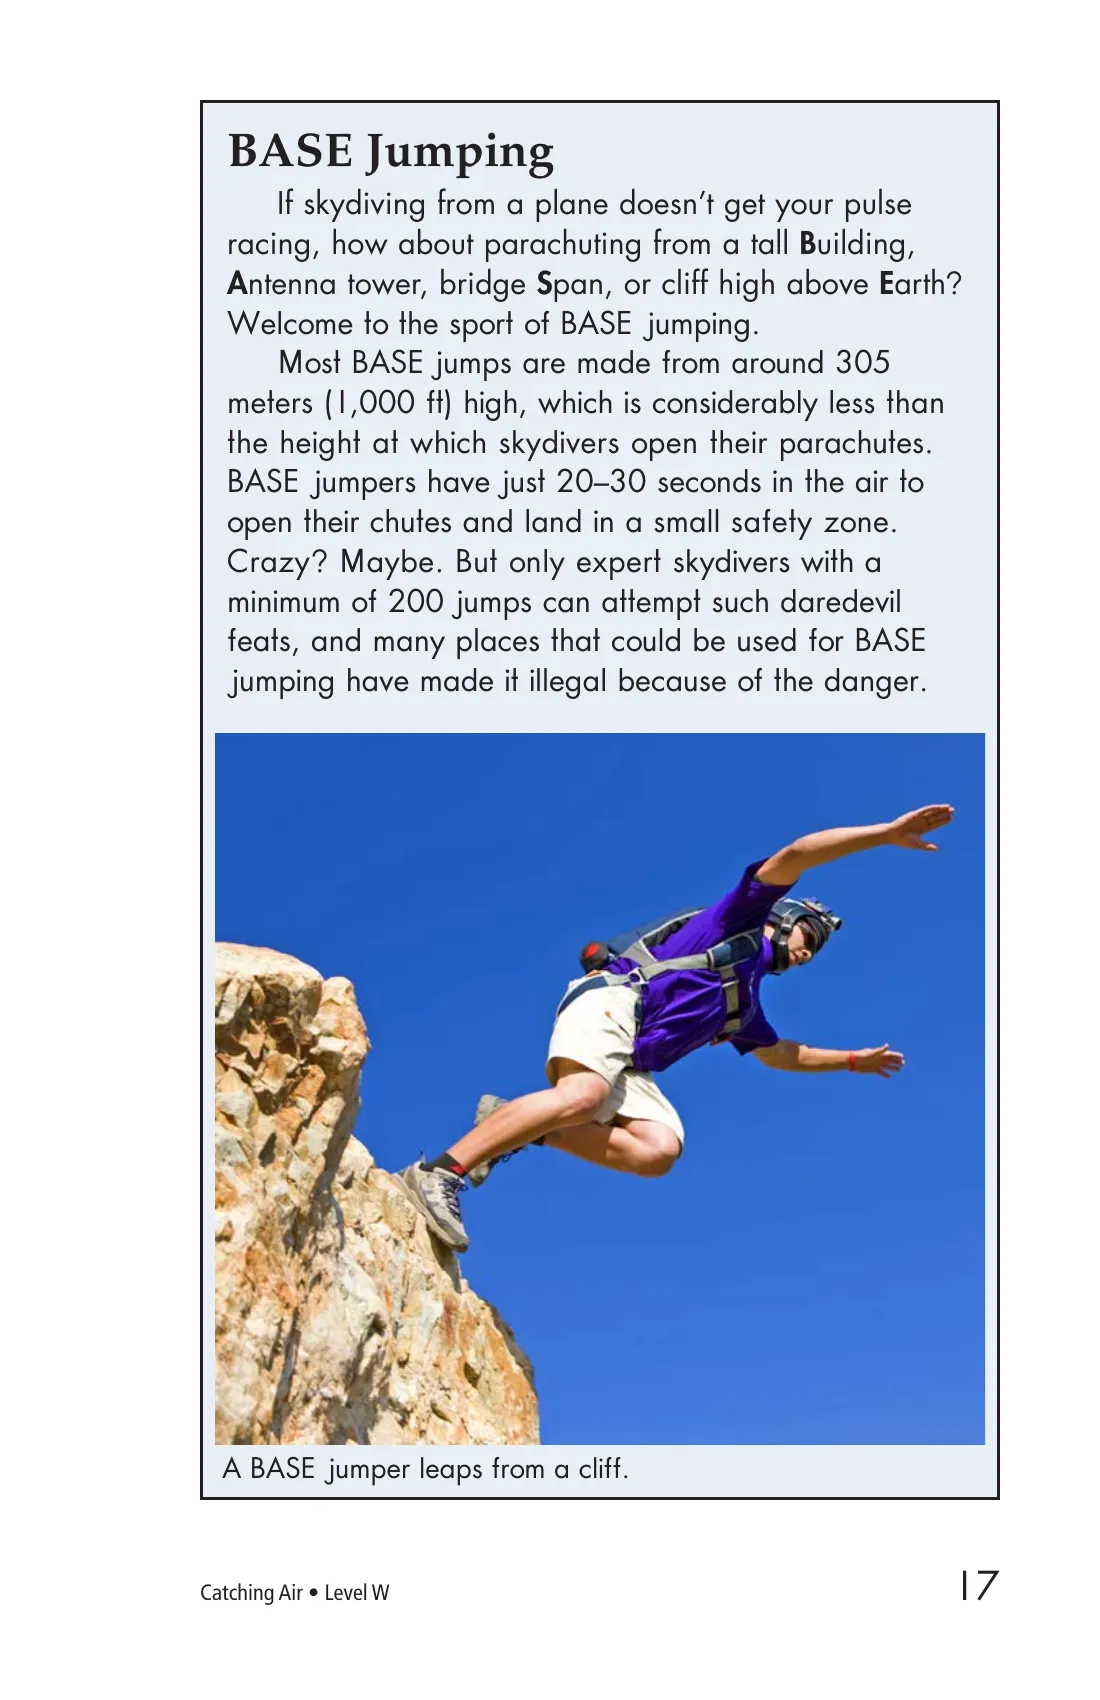 BASE Jumping
If skydiving from a plane doesn't get your pulse
racing, how about parachuting from a tall Building,
Antenna tower, bridge Span, or cliff high above Earth?
Welcome to the sport of BASE jumping.
Most BASE jumps are made from around 305
meters (1,000 ft) high, which is considerably less than
the height at which skydivers open their parachutes.
BASE jumpers have just 20–30 seconds in the air to
open their chutes and land in a small safety zone.
Crazy? Maybe. But only expert skydivers with a
minimum of 200 jumps can attempt such daredevil
feats, and many places that could be used for BASE
jumping have made it illegal because of the danger.
A BASE jumper leaps from a cliff.
Catching Air • Level W
17